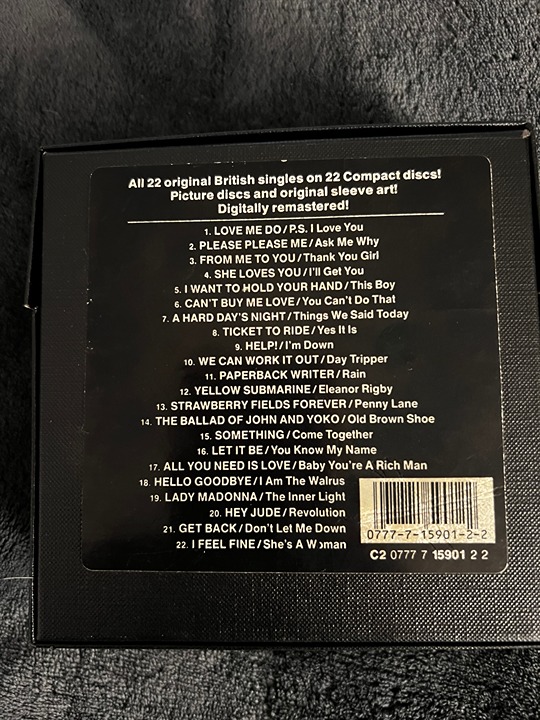 All 22 original British singles on 22 Compact discs!
Picture discs and original sleeve art!
Digitally remastered!
1. LOVE ME DO/P.S. I Love You
2. PLEASE PLEASE ME/Ask Me Why
3. FROM ME TO YOU/Thank You Girl
4. SHE LOVES YOU/I'll Get You
5. I WANT TO HOLD YOUR HAND/This Boy
6. CAN'T BUY ME LOVE/You Can't Do That
7. A HARD DAY'S NIGHT/Things We Said Today
8. TICKET TO RIDE/Yes It Is
9. HELP!/I'm Down
10. WE CAN WORK IT OUT/Day Tripper
11. PAPERBACK WRITER/Rain
12. YELLOW SUBMARINE/Eleanor Rigby
13. STRAWBERRY FIELDS FOREVER/Penny Lane
14. THE BALLAD OF JOHN AND YOKO/Old Brown Shoe
15. SOMETHING/Come Together
16. LET IT BE/You Know My Name
17. ALL YOU NEED IS LOVE/Baby You're A Rich Man
18. HELLO GOODBYE/I Am The Walrus
19. LADY MADONNA/The Inner Light
20. HEY JUDE/Revolution
21. GET BACK/Don't Let Me Down
22. I FEEL FINE/She's A Woman
0777-7-15901-2-2
C2 0777 7 15901 2 2